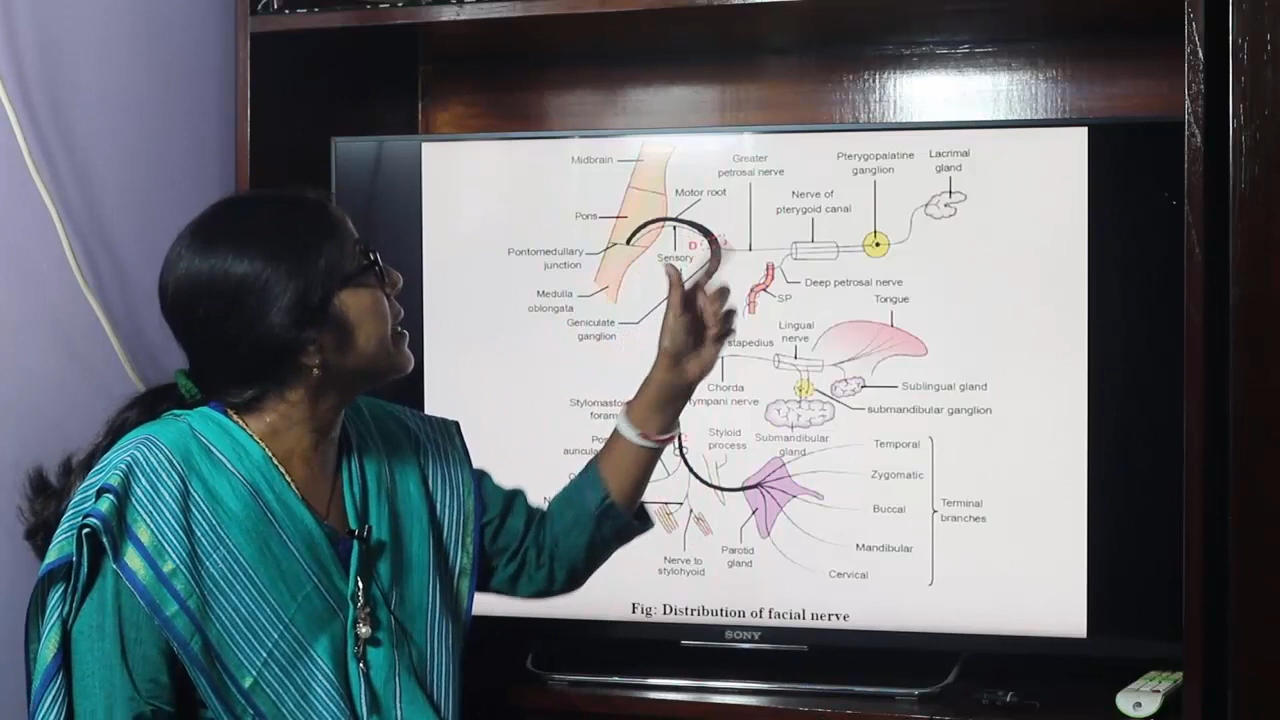 Midbrain
Greater
petrosal nerve
Pterygopalatine
ganglion
Lacrimal
gland
Motor root
Nerve of
pterygoid canal
Pons
Pontomedullary
junction
D
Sensory
Deep petrosal nerve
SP
Medulla
oblongata
Tongue
Geniculate
ganglion
Lingual
nerve
stapedius
Chorda
tympani nerve
Sublingual gland
submandibular ganglion
Styloid
process
Submandibular
gland
Temporal
Zygomatic
Buccal
Terminal
branches
Mandibular
Cervical
Parotid
gland
Nerve to
stylohyoid
Fig: Distribution of facial nerve
SONY